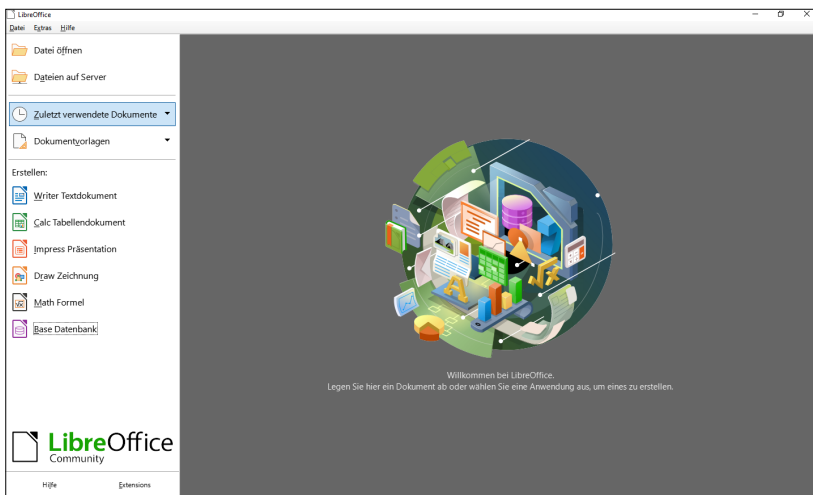 LibreOffice
Datei Extras Hilfe
Datei öffnen
Dateien auf Server
Zuletzt verwendete Dokumente
Dokumentvorlagen
Erstellen:
Writer Textdokument
Calc Tabellendokument
Impress Präsentation
Draw Zeichnung
Math Formel
Base Datenbank
Willkommen bei LibreOffice.
Legen Sie hier ein Dokument ab oder wählen Sie eine Anwendung aus, um eines zu erstellen.
LibreOffice
Community
Hilfe Extensions